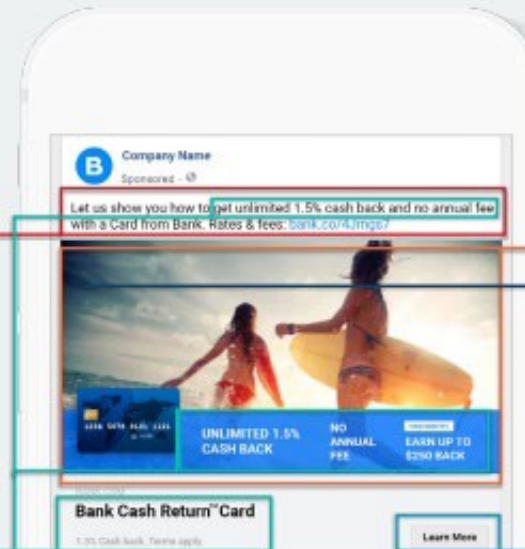 B
Company Name
Sponsored -
Let us show you how to get unlimited 1.5% cash back and no annual fee
with a Card from Bank. Rates & fees: bank.co/4Jmgs7
UNLIMITED 1.5%
CASH BACK
NO
ANNUAL
FEE
EARN UP TO
$250 BACK
Bank Cash Return™Card
1.5% Cash back. Terms apply.
Learn More